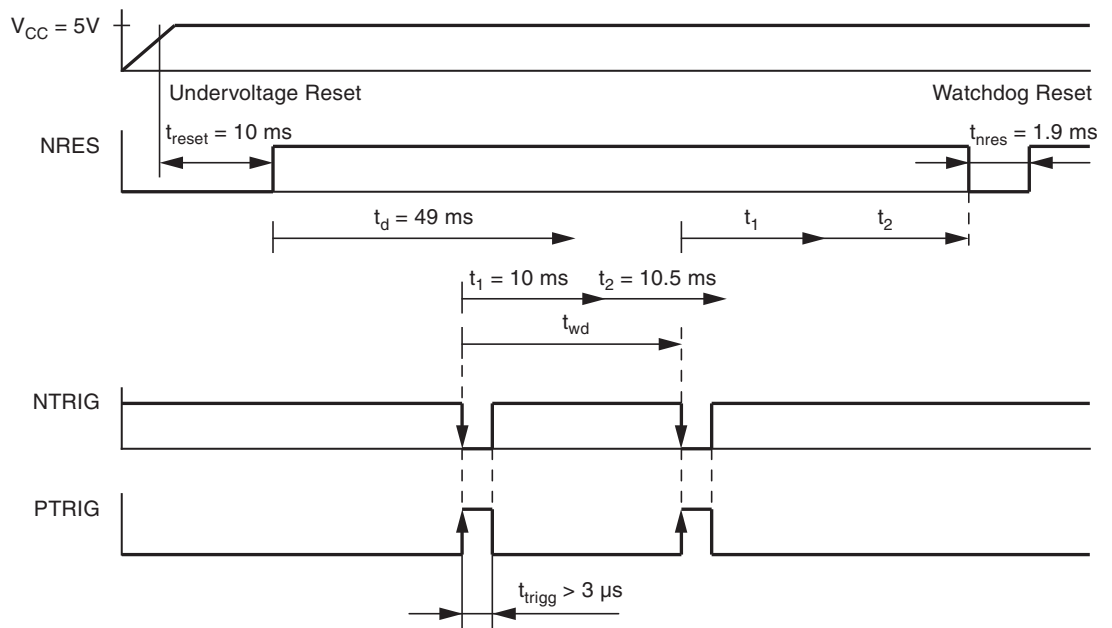 V_CC = 5V
Undervoltage Reset
Watchdog Reset
t_reset = 10 ms
t_nres = 1.9 ms
NRES
t_d = 49 ms
t_1
t_2
t_1 = 10 ms
t_2 = 10.5 ms
t_wd
NTRIG
PTRIG
t_trigg > 3 µs